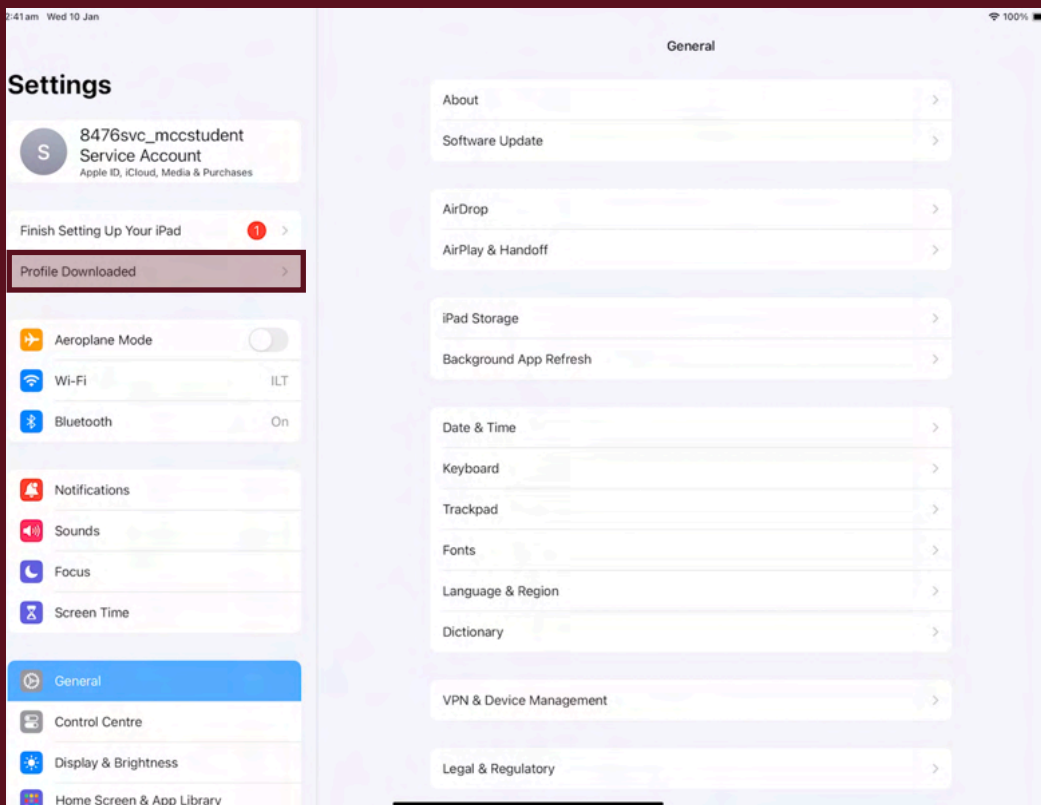 2:41am Wed 10 Jan
100%
Settings
S
8476svc_mccstudent
Service Account
Apple ID, iCloud, Media & Purchases
Finish Setting Up Your iPad
1
Profile Downloaded
Aeroplane Mode
Wi-Fi ILT
Bluetooth On
Notifications
Sounds
Focus
Screen Time
General
Control Centre
Display & Brightness
Home Screen & App Library
General
About
Software Update
AirDrop
AirPlay & Handoff
iPad Storage
Background App Refresh
Date & Time
Keyboard
Trackpad
Fonts
Language & Region
Dictionary
VPN & Device Management
Legal & Regulatory